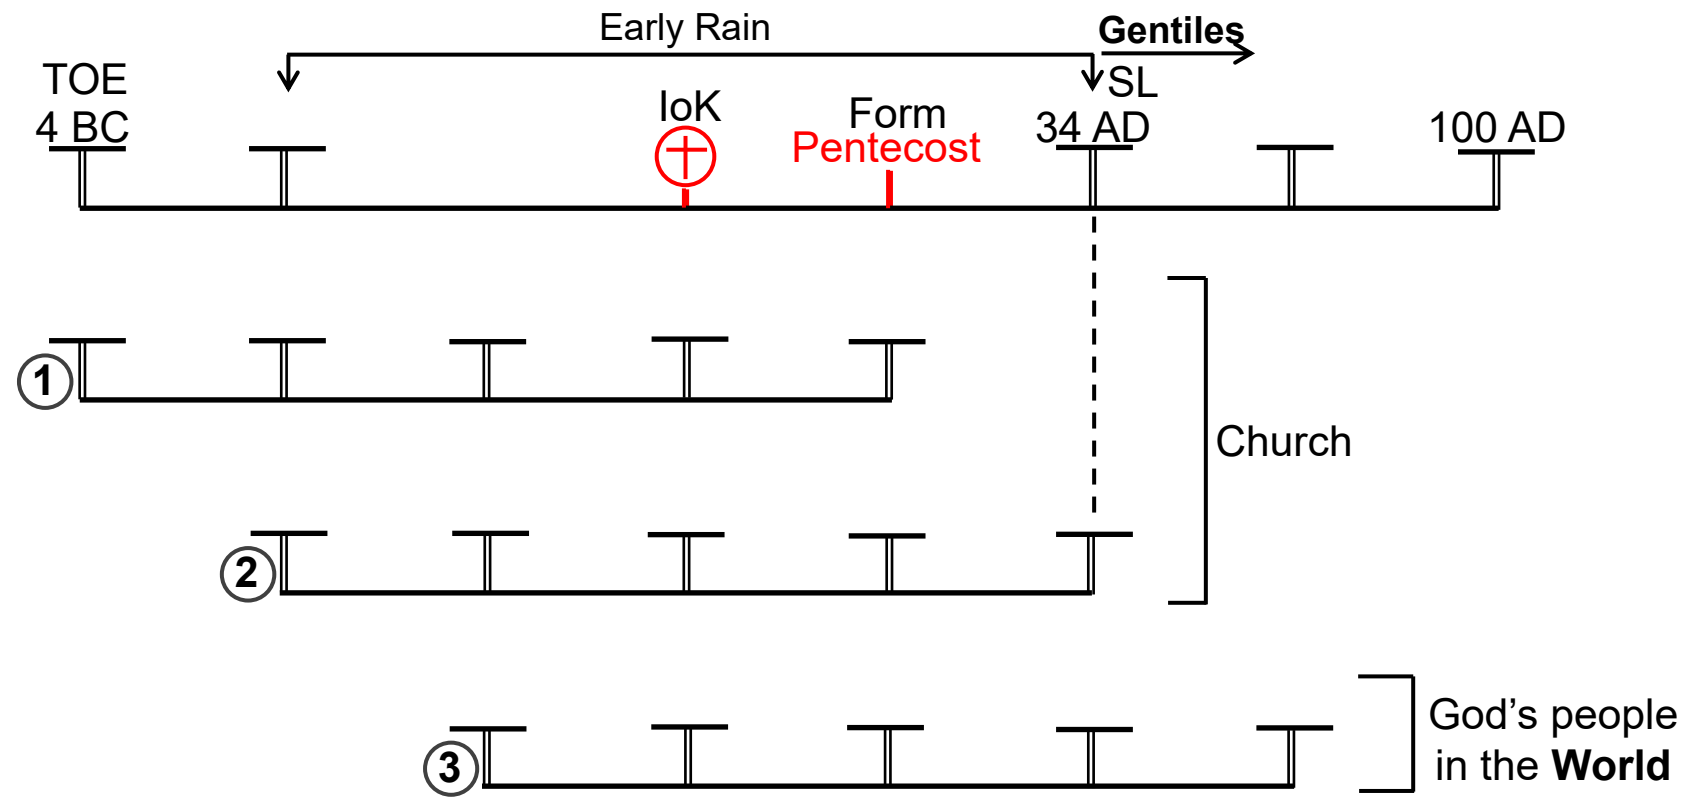 Early Rain
Gentiles
TOE
4 BC
IoK
Form
Pentecost
SL
34 AD
100 AD
1
Church
2
3
God’s people
in the World